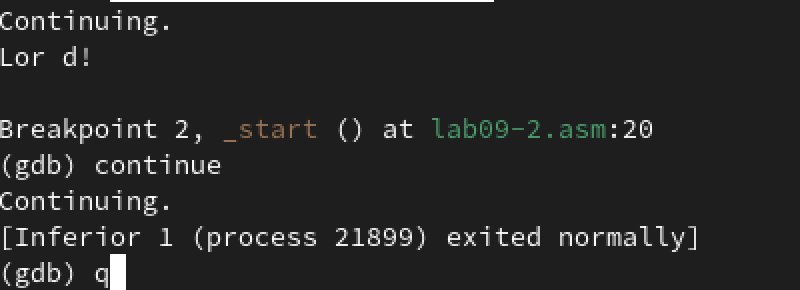 Continuing.
Lor d!
Breakpoint 2, _start () at lab09-2.asm:20
(gdb) continue
Continuing.
[Inferior 1 (process 21899) exited normally]
(gdb) q